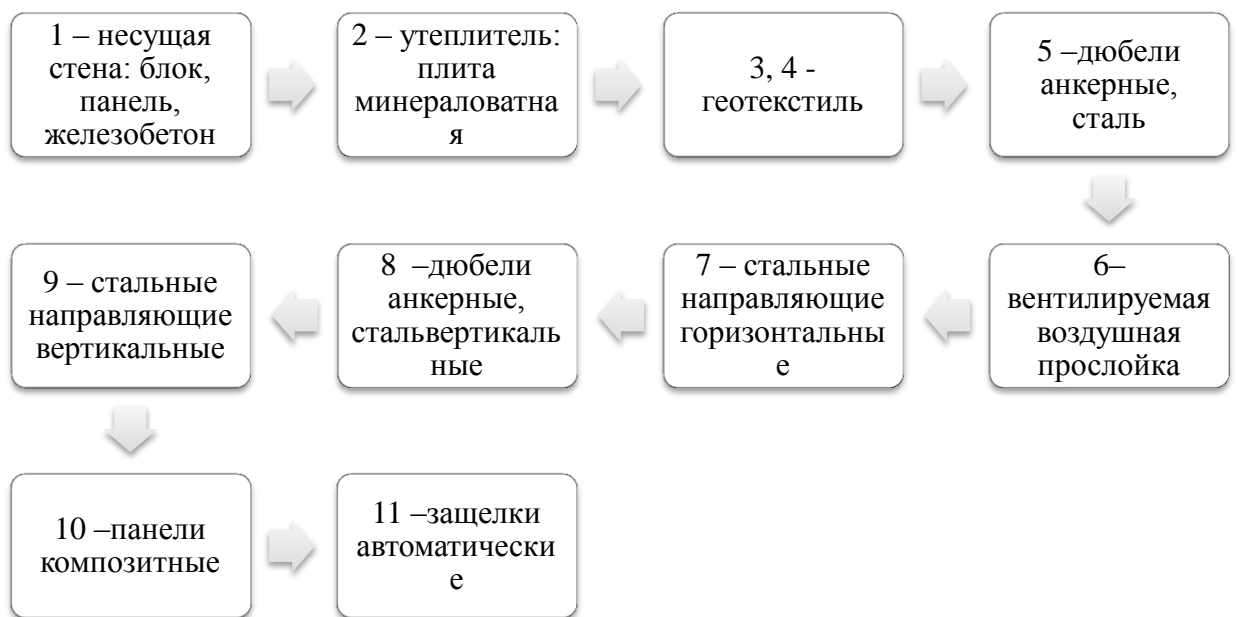 1 – несущая
стена: блок,
панель,
железобетон
2 – утеплитель:
плита
минераловатна
я
3, 4 -
геотекстиль
5 –дюбели
анкерные,
сталь
6–
вентилируемая
воздушная
прослойка
7 – стальные
направляющие
горизонтальны
е
8 –дюбели
анкерные,
стальвертикаль
ные
9 – стальные
направляющие
вертикальные
10 –панели
композитные
11 –защелки
автоматически
е